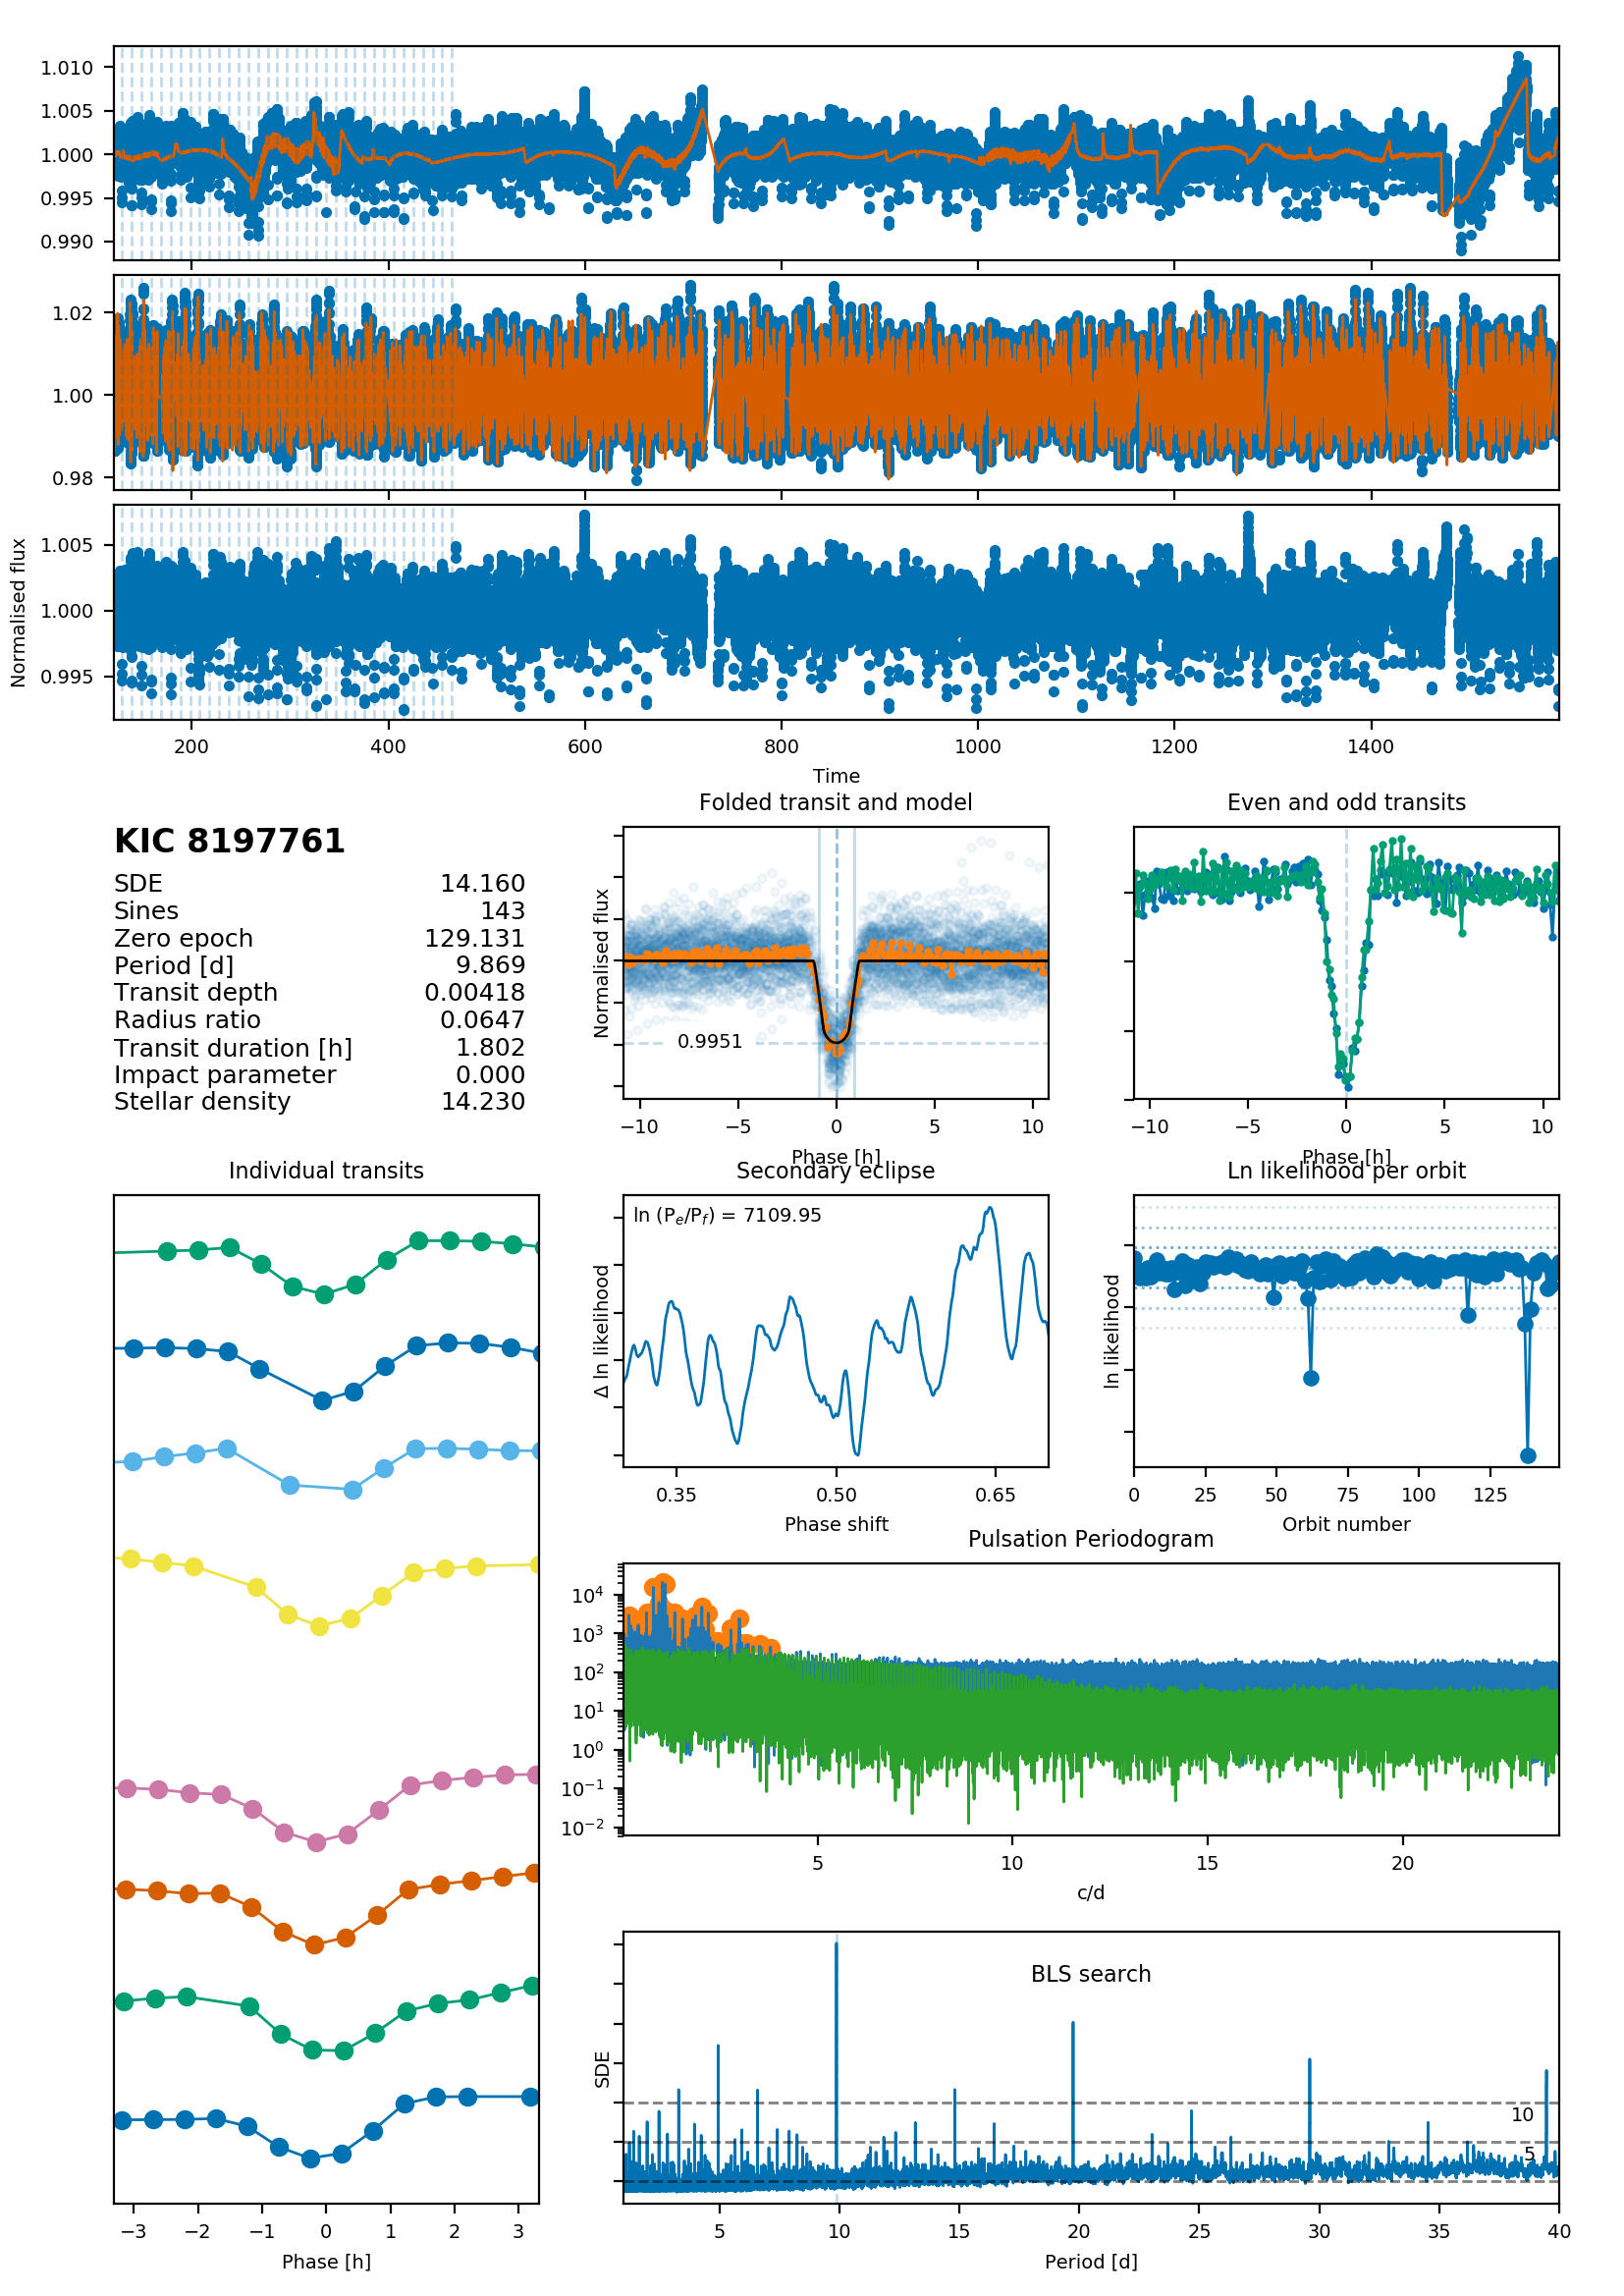 1.010
1.005
1.000
0.995
0.990
1.02
1.00
0.98
1.005
1.000
0.995
Normalised flux
200 400 600 800 1000 1200 1400
Time
KIC 8197761
SDE 14.160
Sines 143
Zero epoch 129.131
Period [d] 9.869
Transit depth 0.00418
Radius ratio 0.0647
Transit duration [h] 1.802
Impact parameter 0.000
Stellar density 14.230
Folded transit and model
Normalised flux
0.9951
−10 −5 0 5 10
Phase [h]
Even and odd transits
−10 −5 0 5 10
Phase [h]
Individual transits
−3 −2 −1 0 1 2 3
Phase [h]
Secondary eclipse
ln (Pₑ/P_f) = 7109.95
Δ ln likelihood
0.35 0.50 0.65
Phase shift
Ln likelihood per orbit
ln likelihood
0 25 50 75 100 125
Orbit number
Pulsation Periodogram
10⁴
10³
10²
10¹
10⁰
10⁻¹
10⁻²
5 10 15 20
c/d
BLS search
SDE
10
5
5 10 15 20 25 30 35 40
Period [d]